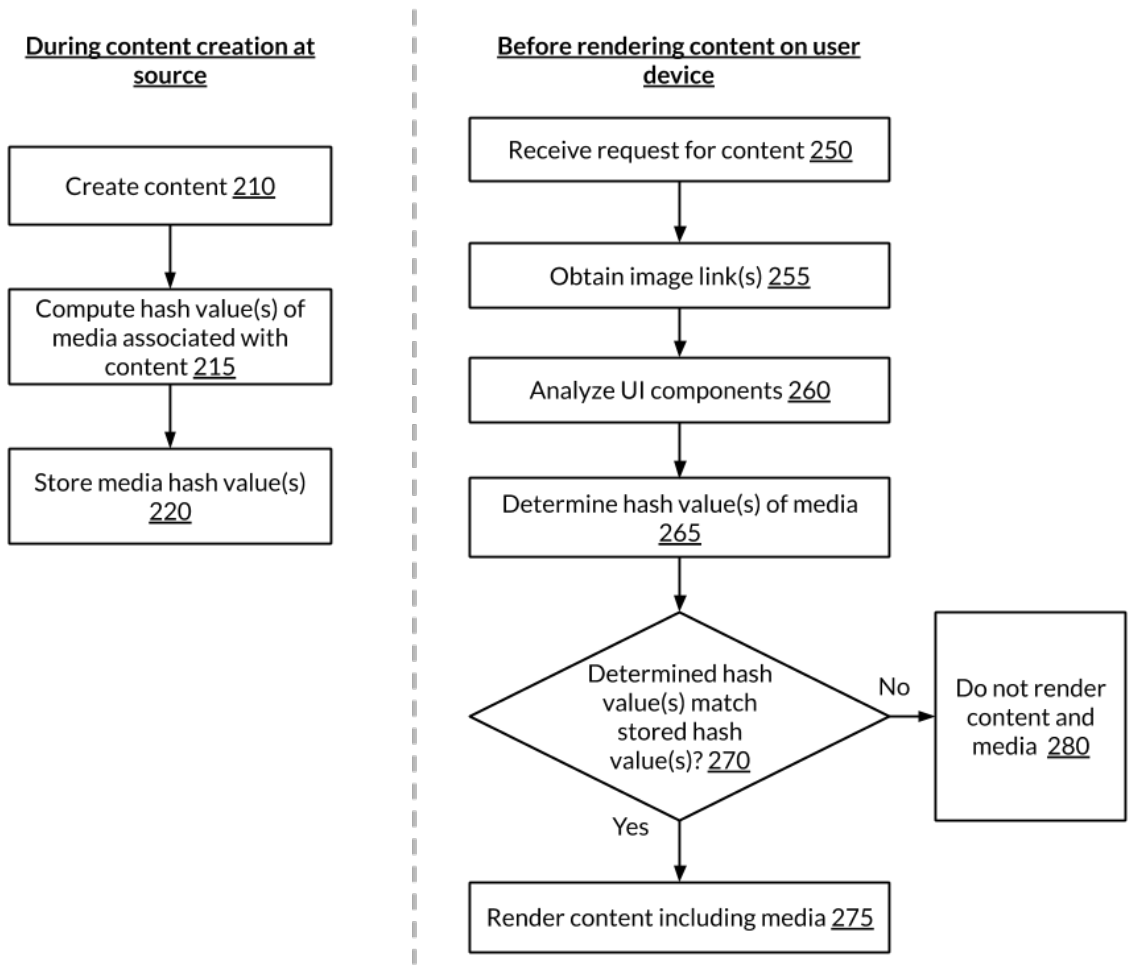 During content creation at
source
Create content 210
Compute hash value(s) of
media associated with
content 215
Store media hash value(s)
220
Before rendering content on user
device
Receive request for content 250
Obtain image link(s) 255
Analyze UI components 260
Determine hash value(s) of media
265
Determined hash
value(s) match
stored hash
value(s)? 270
No
Do not render
content and
media 280
Yes
Render content including media 275